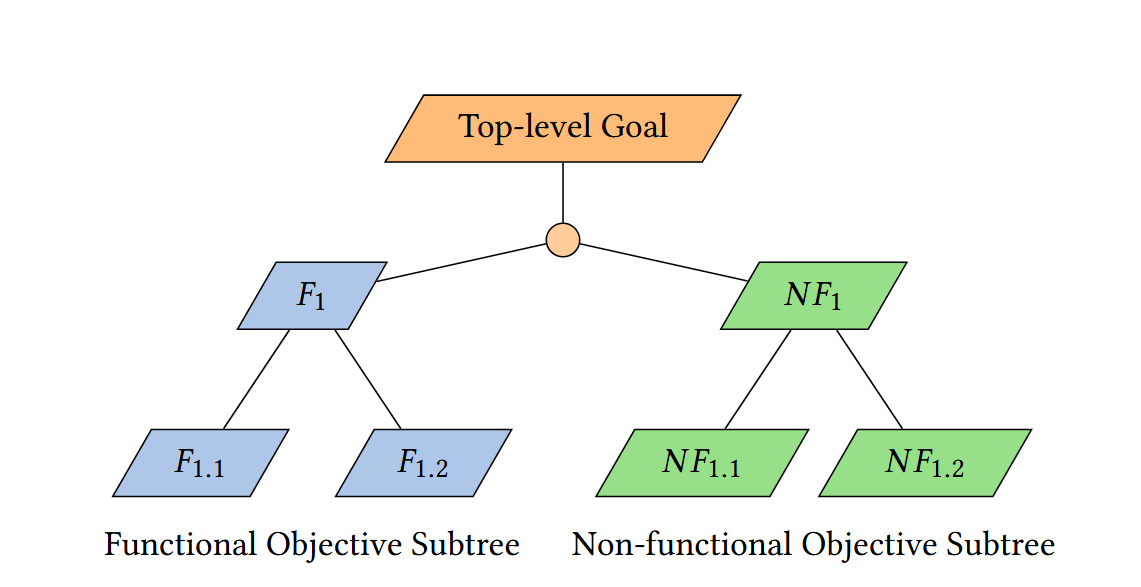 Top-level Goal
F₁
NF₁
F₁.₁
F₁.₂
NF₁.₁
NF₁.₂
Functional Objective Subtree
Non-functional Objective Subtree